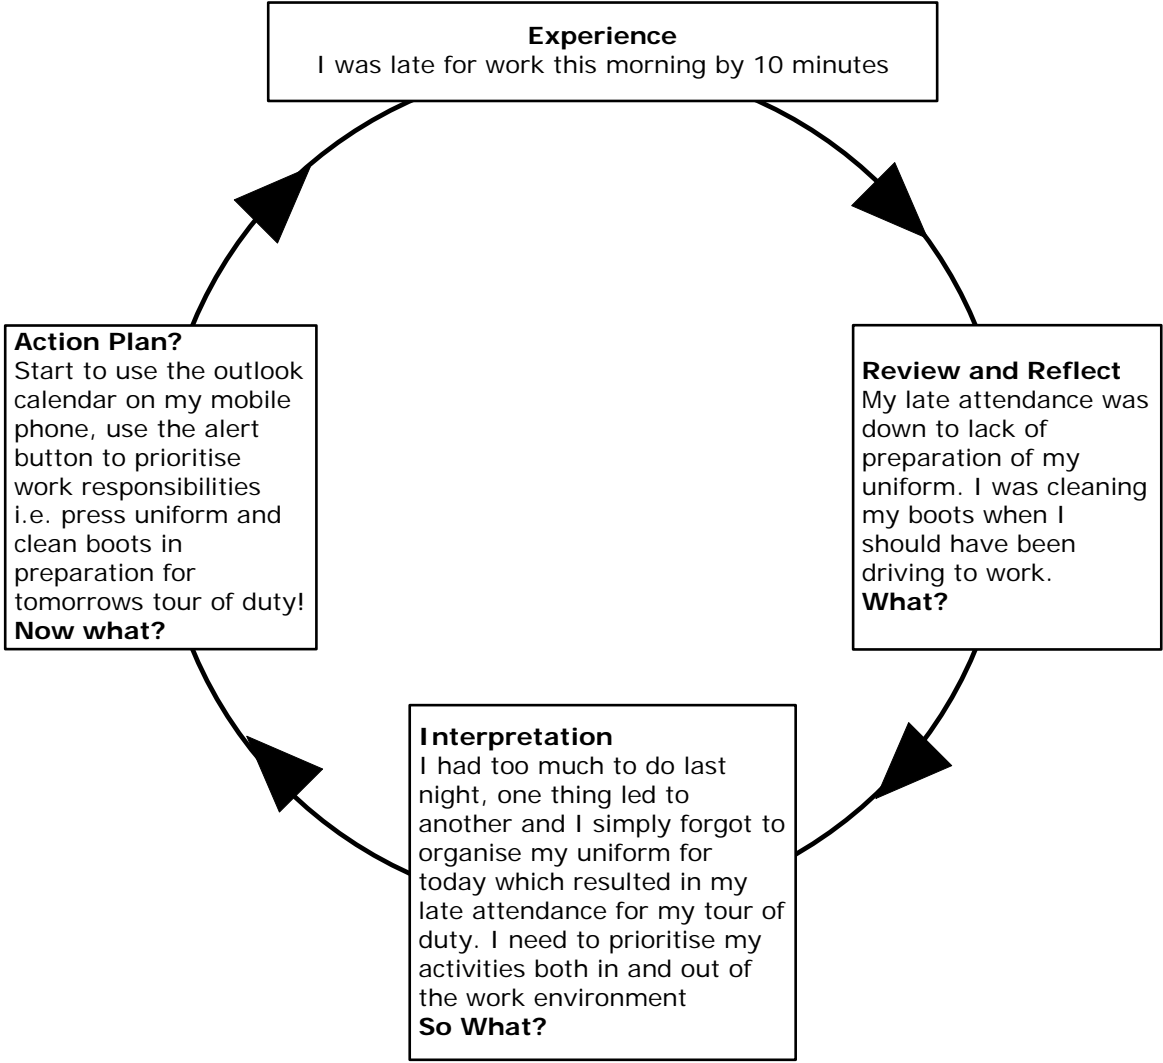 Experience
I was late for work this morning by 10 minutes
Review and Reflect
My late attendance was
down to lack of
preparation of my
uniform. I was cleaning
my boots when I
should have been
driving to work.
What?
Interpretation
I had too much to do last
night, one thing led to
another and I simply forgot to
organise my uniform for
today which resulted in my
late attendance for my tour of
duty. I need to prioritise my
activities both in and out of
the work environment
So What?
Action Plan?
Start to use the outlook
calendar on my mobile
phone, use the alert
button to prioritise
work responsibilities
i.e. press uniform and
clean boots in
preparation for
tomorrows tour of duty!
Now what?